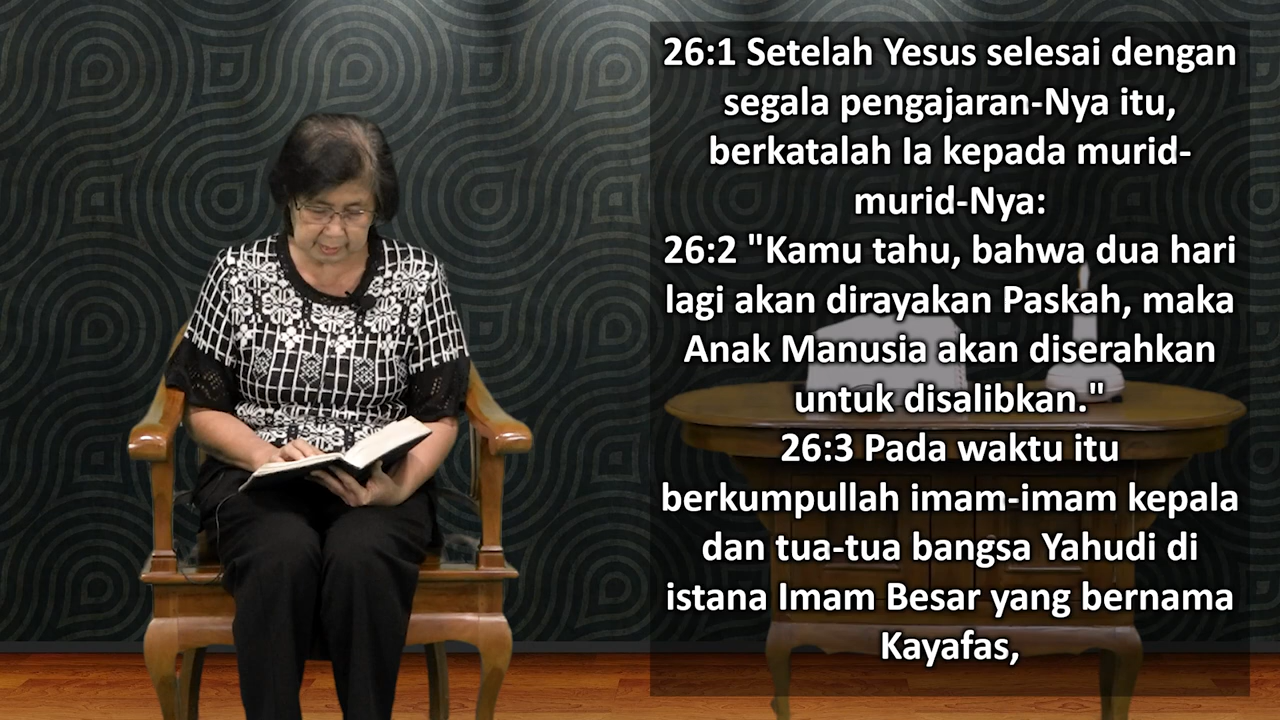 26:1 Setelah Yesus selesai dengan
segala pengajaran-Nya itu,
berkatalah Ia kepada murid-
murid-Nya:
26:2 "Kamu tahu, bahwa dua hari
lagi akan dirayakan Paskah, maka
Anak Manusia akan diserahkan
untuk disalibkan."
26:3 Pada waktu itu
berkumpullah imam-imam kepala
dan tua-tua bangsa Yahudi di
istana Imam Besar yang bernama
Kayafas,